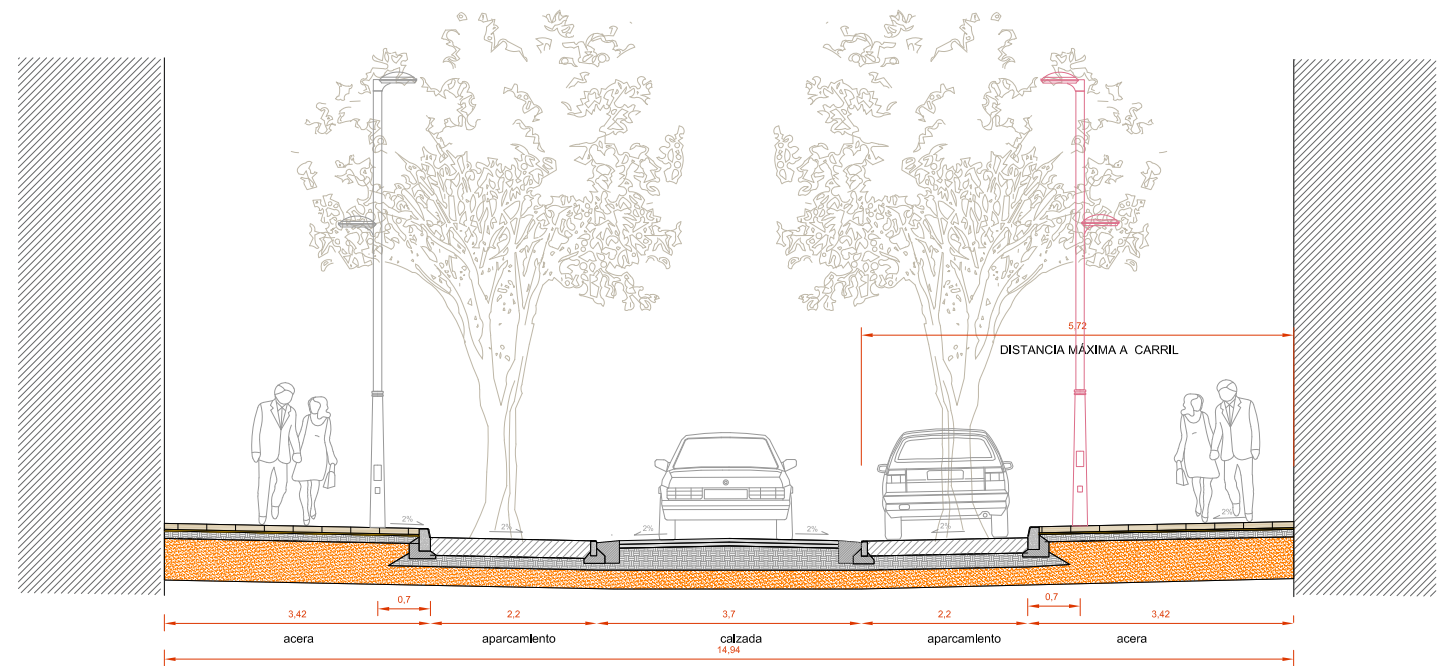 5,72
DISTANCIA MÁXIMA A CARRIL
2%
2%
2%
2%
2%
2%
0,7
0,7
3,42
2,2
3,7
2,2
3,42
acera
aparcamiento
calzada
aparcamiento
acera
14,94